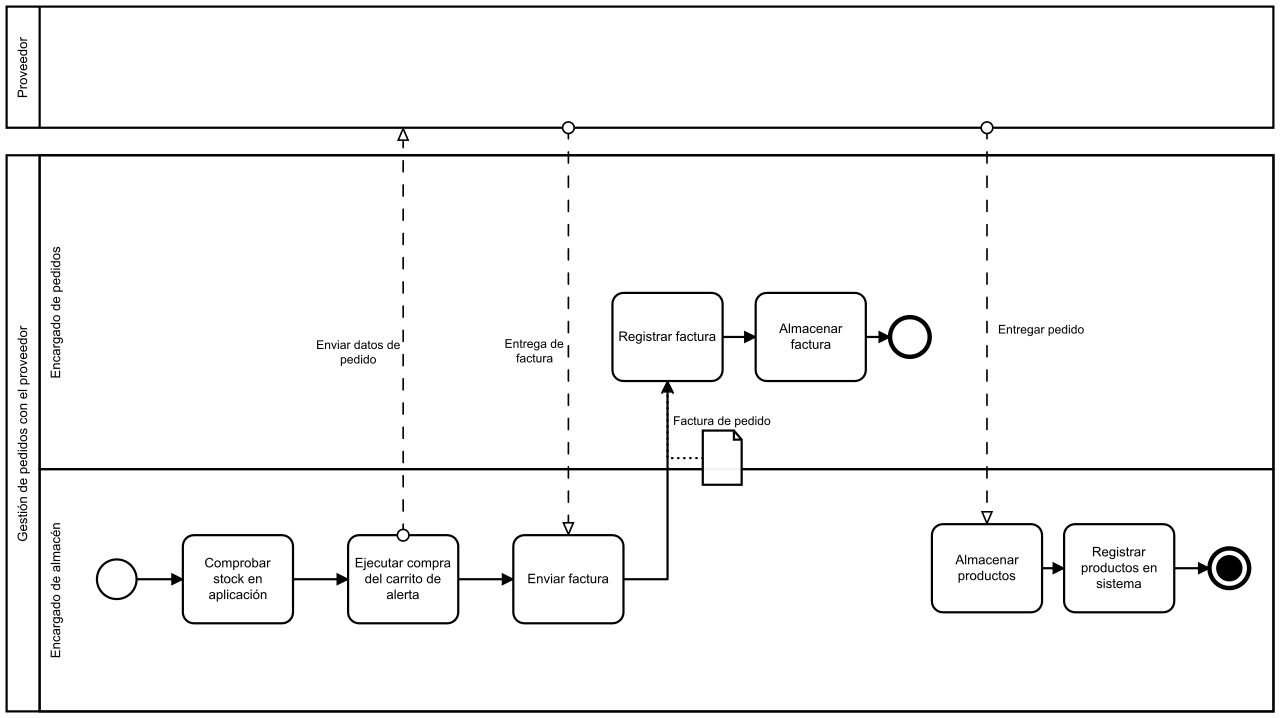 Proveedor
Gestión de pedidos con el proveedor
Encargado de pedidos
Enviar datos de
pedido
Entrega de
factura
Registrar factura
Almacenar
factura
Entregar pedido
Factura de pedido
Encargado de almacén
Comprobar
stock en
aplicación
Ejecutar compra
del carrito de
alerta
Enviar factura
Almacenar
productos
Registrar
productos en
sistema